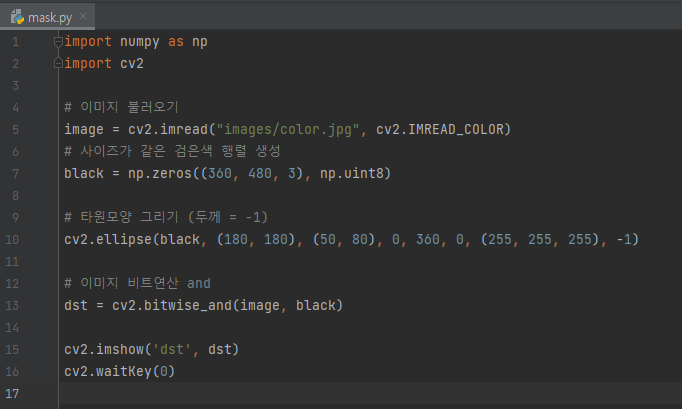 mask.py
1 import numpy as np
2 import cv2
3
4 # 이미지 불러오기
5 image = cv2.imread("images/color.jpg", cv2.IMREAD_COLOR)
6 # 사이즈가 같은 검은색 행렬 생성
7 black = np.zeros((360, 480, 3), np.uint8)
8
9 # 타원모양 그리기 (두께 = -1)
10 cv2.ellipse(black, (180, 180), (50, 80), 0, 360, 0, (255, 255, 255), -1)
11
12 # 이미지 비트연산 and
13 dst = cv2.bitwise_and(image, black)
14
15 cv2.imshow('dst', dst)
16 cv2.waitKey(0)
17